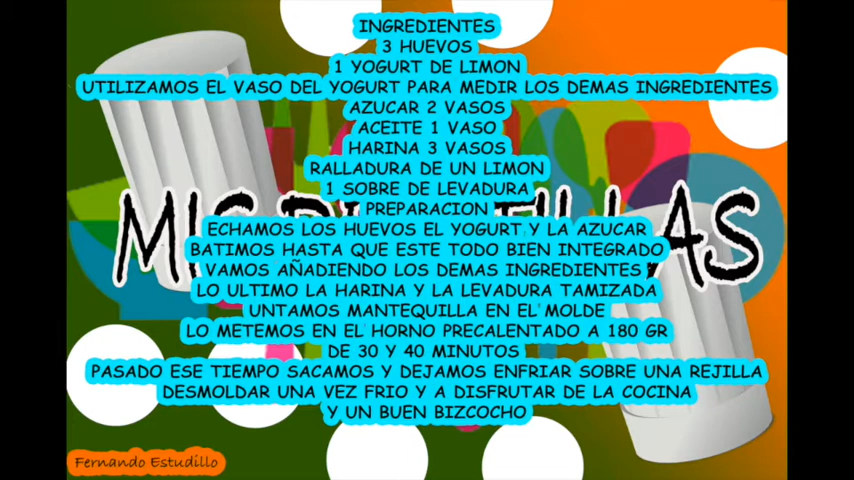 INGREDIENTES
3 HUEVOS
1 YOGURT DE LIMON
UTILIZAMOS EL VASO DEL YOGURT PARA MEDIR LOS DEMAS INGREDIENTES
AZUCAR 2 VASOS
ACEITE 1 VASO
HARINA 3 VASOS
RALLADURA DE UN LIMON
1 SOBRE DE LEVADURA
PREPARACION
ECHAMOS LOS HUEVOS EL YOGURT Y LA AZUCAR
BATIMOS HASTA QUE ESTE TODO BIEN INTEGRADO
VAMOS AÑADIENDO LOS DEMAS INGREDIENTES
LO ULTIMO LA HARINA Y LA LEVADURA TAMIZADA
UNTAMOS MANTEQUILLA EN EL MOLDE
LO METEMOS EN EL HORNO PRECALENTADO A 180 GR
DE 30 Y 40 MINUTOS
PASADO ESE TIEMPO SACAMOS Y DEJAMOS ENFRIAR SOBRE UNA REJILLA
DESMOLDAR UNA VEZ FRIO Y A DISFRUTAR DE LA COCINA
Y UN BUEN BIZCOCHO
Fernando Estudillo